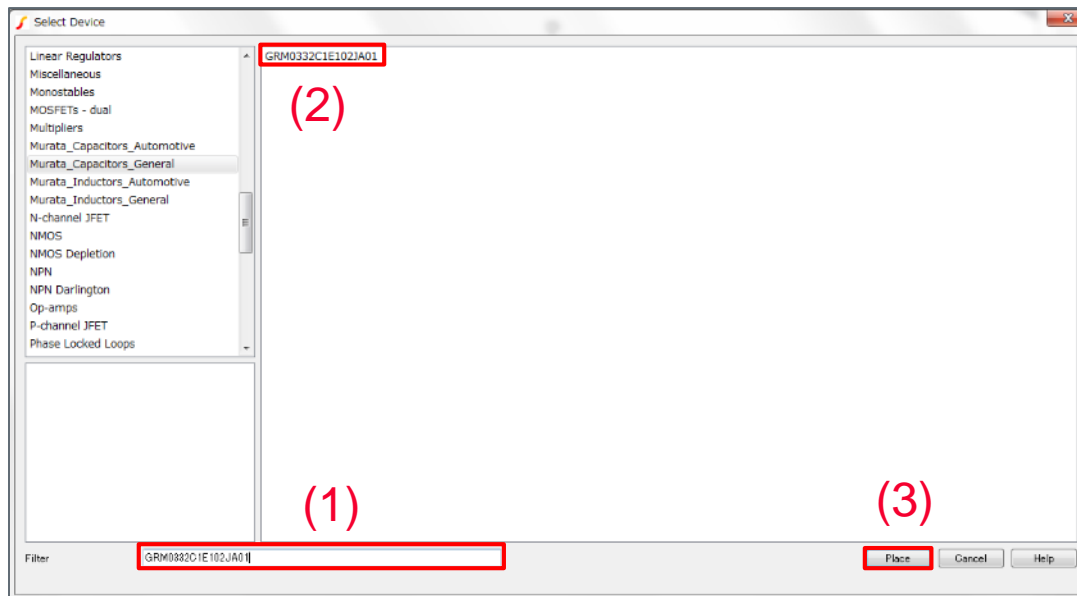 Select Device
Linear Regulators
Miscellaneous
Monostables
MOSFETs - dual
Multipliers
Murata_Capacitors_Automotive
Murata_Capacitors_General
Murata_Inductors_Automotive
Murata_Inductors_General
N-channel JFET
NMOS
NMOS Depletion
NPN
NPN Darlington
Op-amps
P-channel JFET
Phase Locked Loops
GRM0332C1E102JA01
(2)
(1)
(3)
Filter
GRM0332C1E102JA01
Place
Cancel
Help